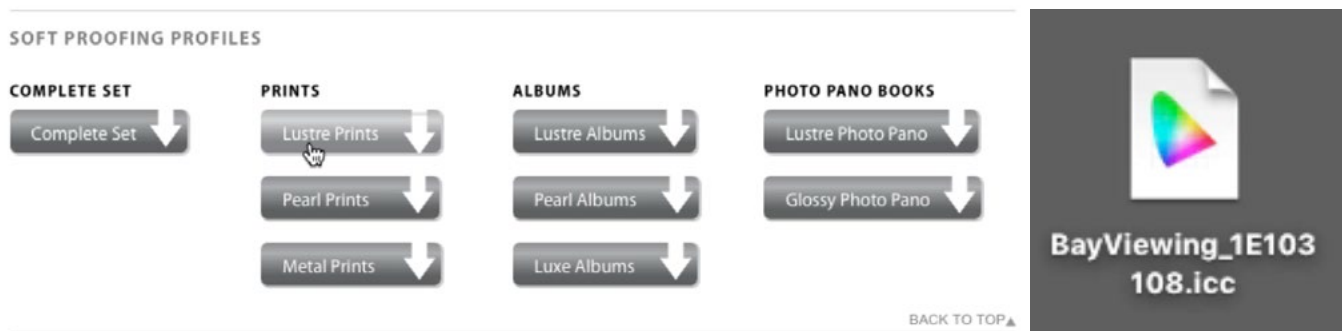 SOFT PROOFING PROFILES
COMPLETE SET
Complete Set
PRINTS
Lustre Prints
Pearl Prints
Metal Prints
ALBUMS
Lustre Albums
Pearl Albums
Luxe Albums
PHOTO PANO BOOKS
Lustre Photo Pano
Glossy Photo Pano
BACK TO TOP
BayViewing_1E103
108.icc